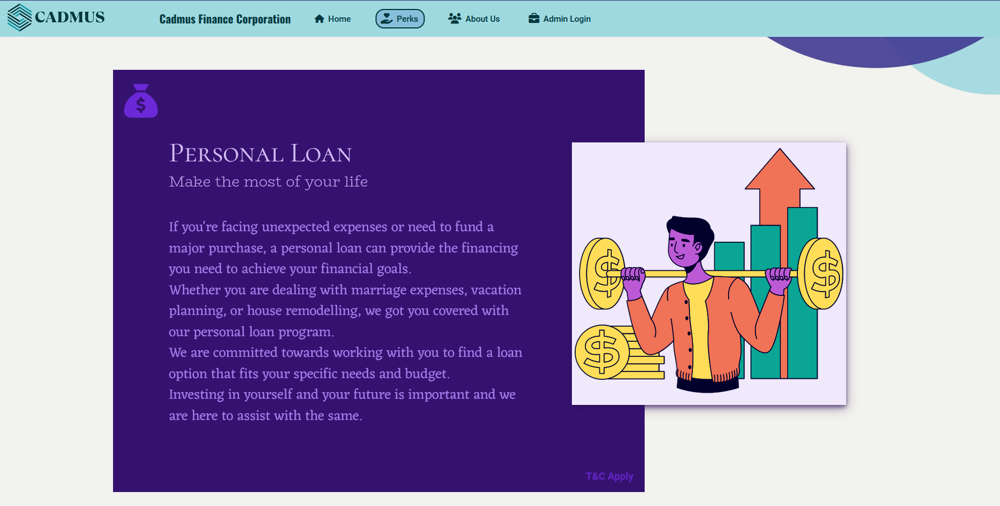 CADMUS
Cadmus Finance Corporation
Home
Perks
About Us
Admin Login
$
Personal Loan
Make the most of your life
If you're facing unexpected expenses or need to fund a
major purchase, a personal loan can provide the financing
you need to achieve your financial goals.
Whether you are dealing with marriage expenses, vacation
planning, or house remodelling, we got you covered with
our personal loan program.
We are committed towards working with you to find a loan
option that fits your specific needs and budget.
Investing in yourself and your future is important and we
are here to assist with the same.
$
$
$
T&C Apply